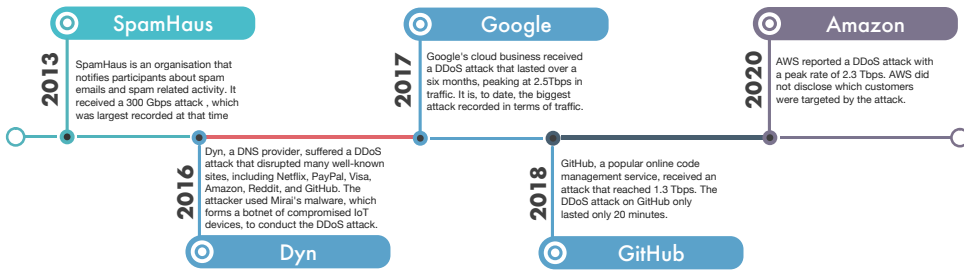 SpamHaus
2013
SpamHaus is an organisation that
notifies participants about spam
emails and spam related activity. It
received a 300 Gbps attack , which
was largest recorded at that time
2016
Dyn, a DNS provider, suffered a DDoS
attack that disrupted many well-known
sites, including Netflix, PayPal, Visa,
Amazon, Reddit, and GitHub. The
attacker used Mirai's malware, which
forms a botnet of compromised IoT
devices, to conduct the DDoS attack.
Dyn
Google
2017
Google's cloud business received
a DDoS attack that lasted over a
six months, peaking at 2.5Tbps in
traffic. It is, to date, the biggest
attack recorded in terms of traffic.
2018
GitHub, a popular online code
management service, received an
attack that reached 1.3 Tbps. The
DDoS attack on GitHub only
lasted only 20 minutes.
GitHub
Amazon
2020
AWS reported a DDoS attack with
a peak rate of 2.3 Tbps. AWS did
not disclose which customers
were targeted by the attack.